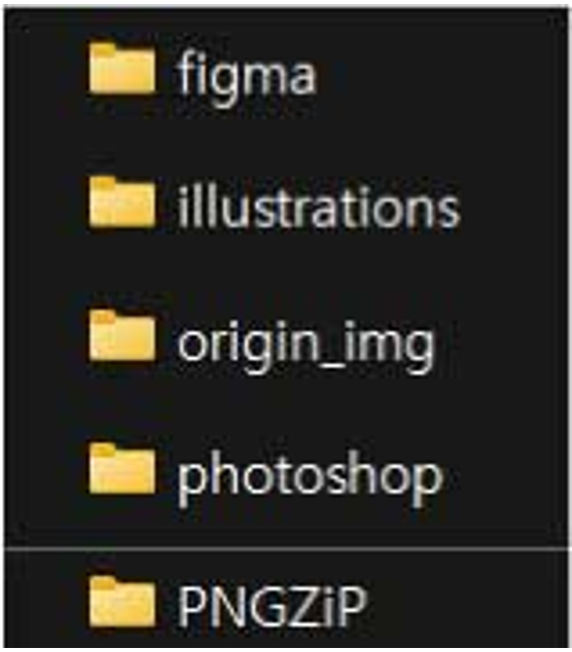 figma
illustrations
origin_img
photoshop
PNGZiP